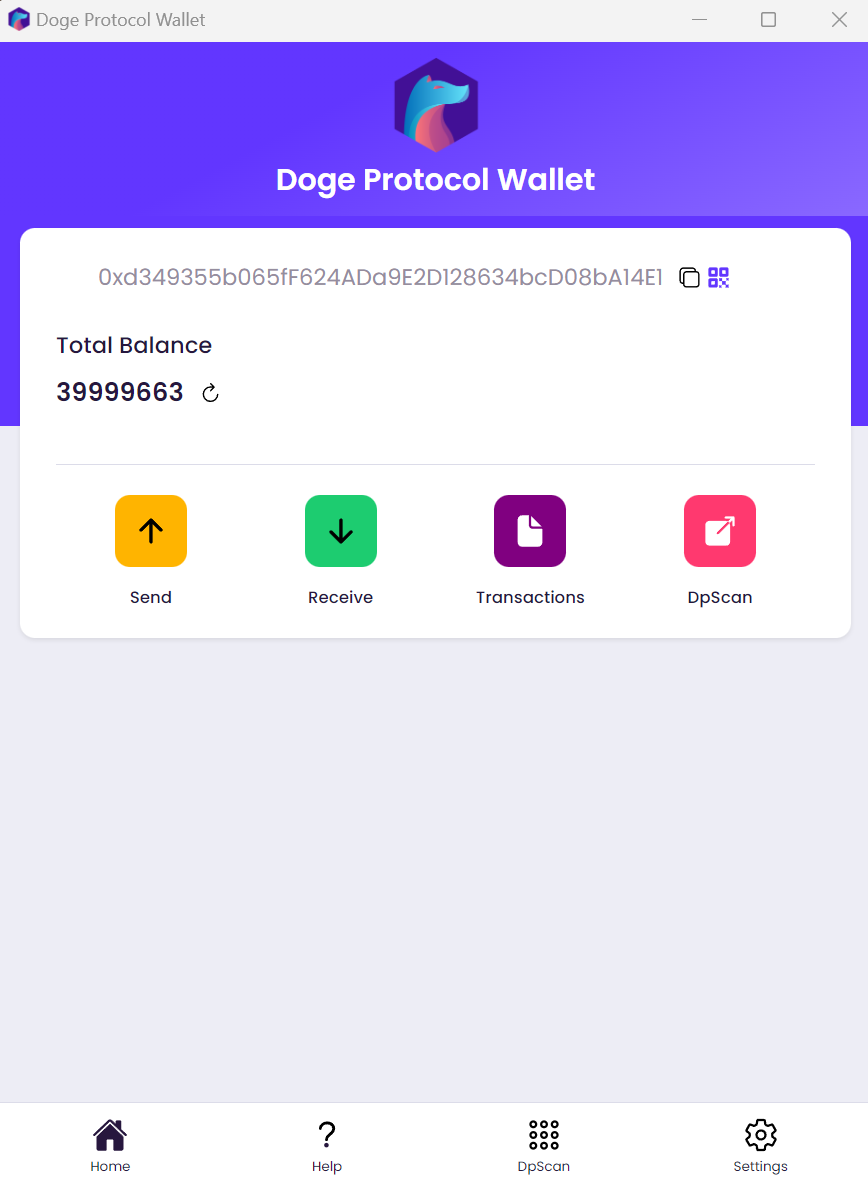 Doge Protocol Wallet
Doge Protocol Wallet
0xd349355b065fF624ADa9E2D128634bcD08bA14E1
Total Balance
39999663
Send Receive Transactions DpScan
Home Help DpScan Settings